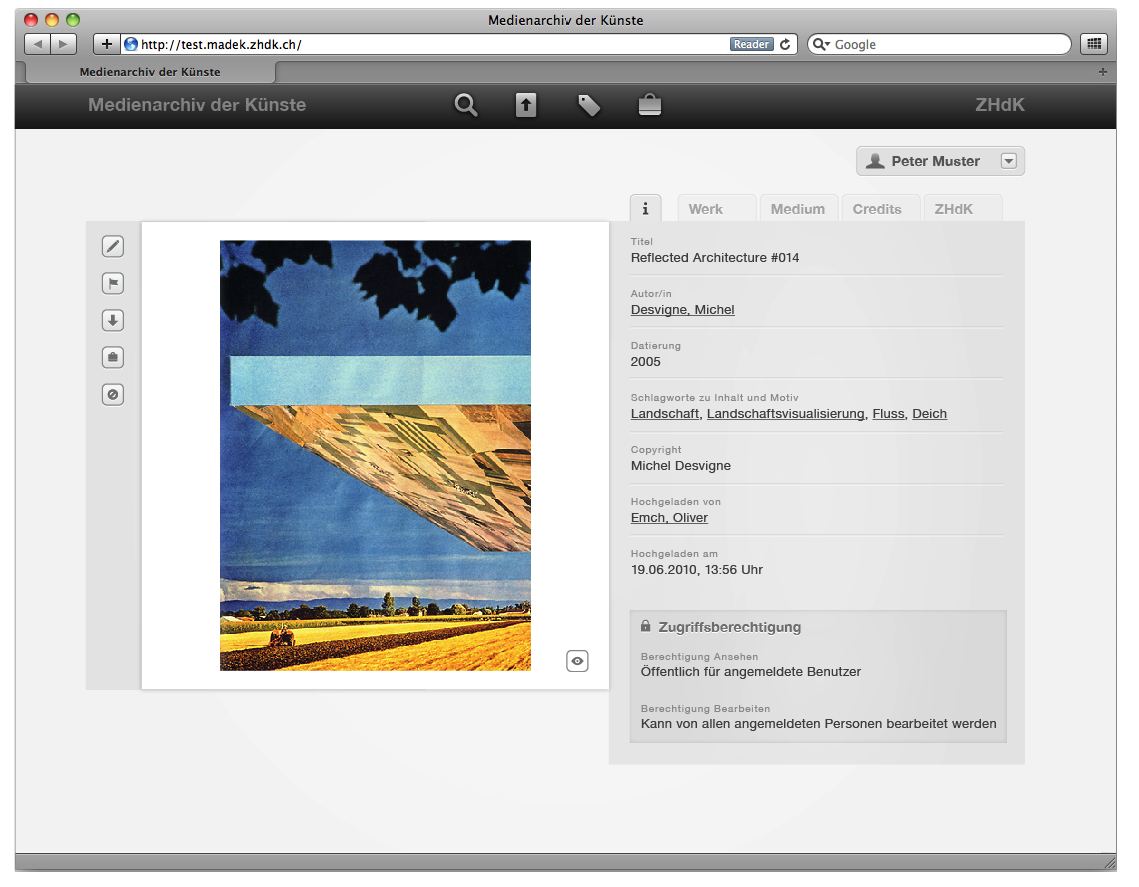 Medienarchiv der Künste
http://test.madek.zhdk.ch/
Reader
Google
Medienarchiv der Künste
Medienarchiv der Künste
ZHdK
Peter Muster
i
Werk
Medium
Credits
ZHdK
Titel
Reflected Architecture #014
Autor/in
Desvigne, Michel
Datierung
2005
Schlagworte zu Inhalt und Motiv
Landschaft, Landschaftsvisualisierung, Fluss, Deich
Copyright
Michel Desvigne
Hochgeladen von
Emch, Oliver
Hochgeladen am
19.06.2010, 13:56 Uhr
Zugriffsberechtigung
Berechtigung Ansehen
Öffentlich für angemeldete Benutzer
Berechtigung Bearbeiten
Kann von allen angemeldeten Personen bearbeitet werden